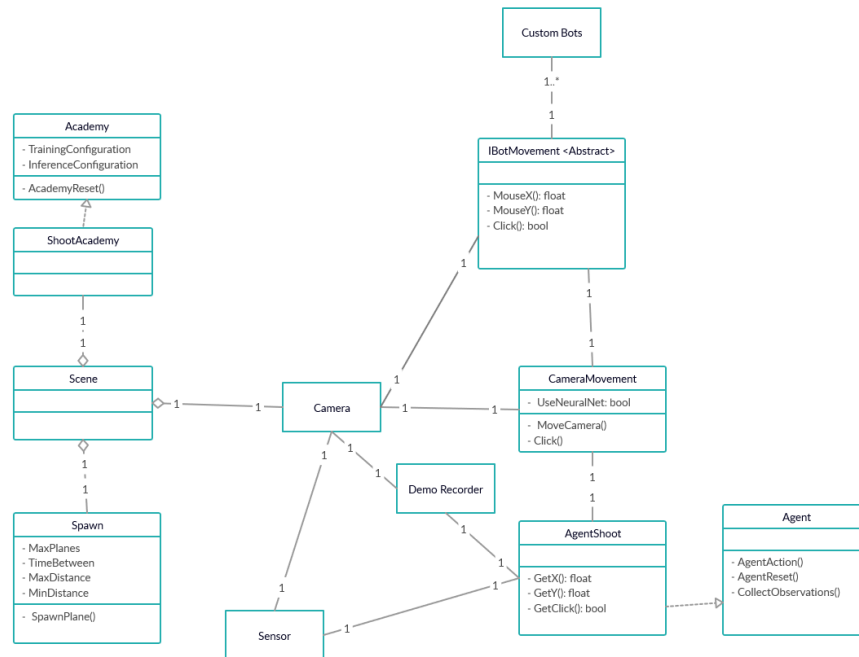 Custom Bots
1..*
1
Academy
- TrainingConfiguration
- InferenceConfiguration
- AcademyReset()
IBotMovement <Abstract>
- MouseX(): float
- MouseY(): float
- Click(): bool
ShootAcademy
1
1
1
1
1
1
Scene
1
1
Camera
1
1
1
CameraMovement
- UseNeuralNet: bool
- MoveCamera()
- Click()
1
1
1
1
1
1
1
Demo Recorder
1
1
Spawn
- MaxPlanes
- TimeBetween
- MaxDistance
- MinDistance
- SpawnPlane()
AgentShoot
- GetX(): float
- GetY(): float
- GetClick(): bool
Agent
- AgentAction()
- AgentReset()
- CollectObservations()
1
1
1
Sensor